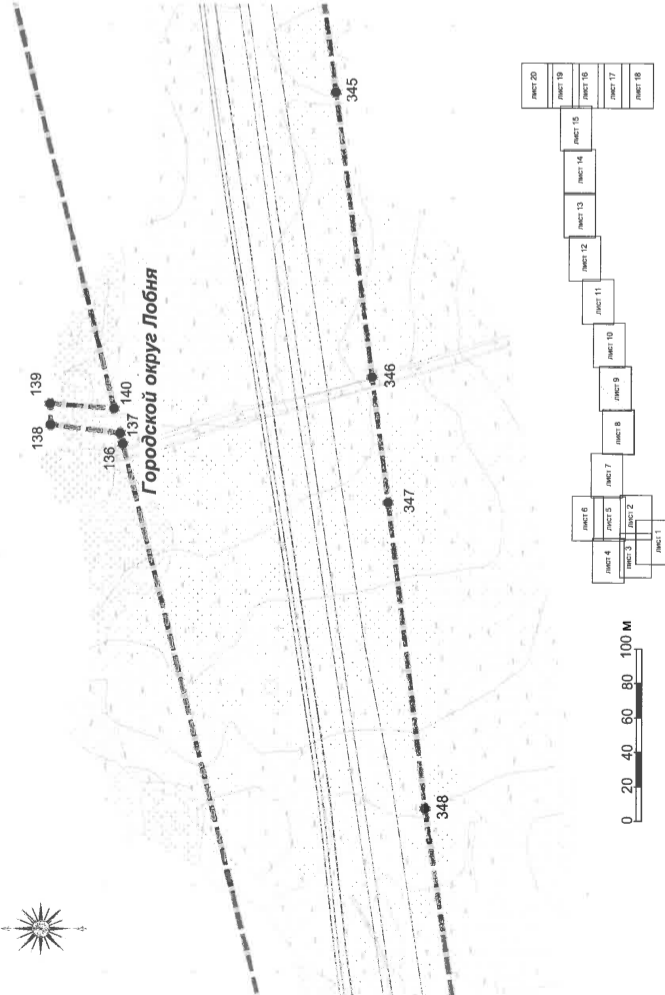 345
139
138
140
137
136
Городской округ Лобня
346
347
348
лист 20
лист 19
лист 16
лист 17
лист 18
лист 15
лист 14
лист 13
лист 12
лист 11
лист 10
лист 9
лист 8
лист 7
лист 6
лист 5
лист 2
лист 4
лист 3
лист 1
0 20 40 60 80 100 М